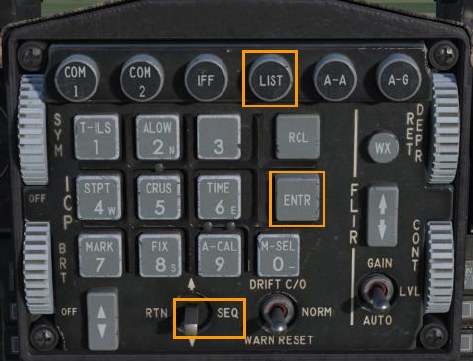 COM 1
COM 2
IFF
LIST
A-A
A-G
SYM
RET
DEPR
T-ILS 1
ALOW 2 N
3
RCL
WX
OFF
STPT 4 W
CRUS 5
TIME 6 E
ENTR
ICP
FLIR
MARK 7
FIX 8 S
A-CAL 9
M-SEL 0 -
BRT
CONT
GAIN
DRIFT C/O
OFF
RTN
SEQ
NORM
LVL
AUTO
WARN RESET